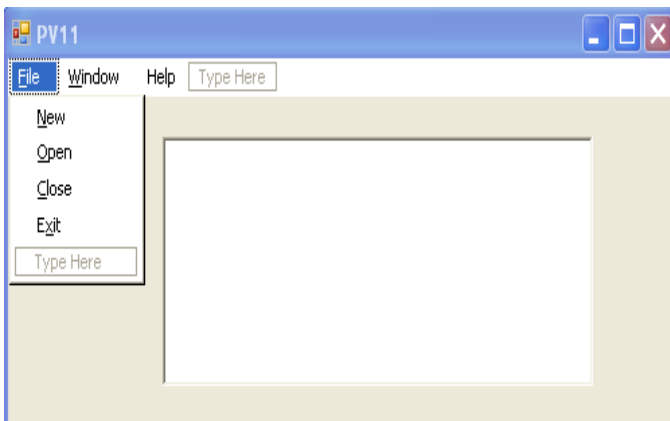 PV11
File Window Help Type Here
New
Open
Close
Exit
Type Here